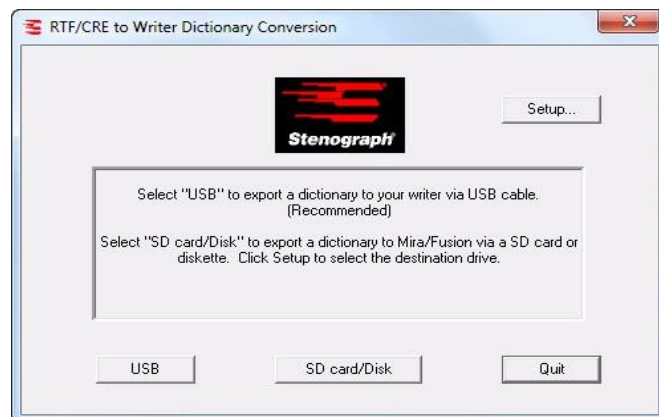 RTF/CRE to Writer Dictionary Conversion
Stenograph
Setup...
Select "USB" to export a dictionary to your writer via USB cable.
(Recommended)
Select "SD card/Disk" to export a dictionary to Mira/Fusion via a SD card or
diskette. Click Setup to select the destination drive.
USB
SD card/Disk
Quit